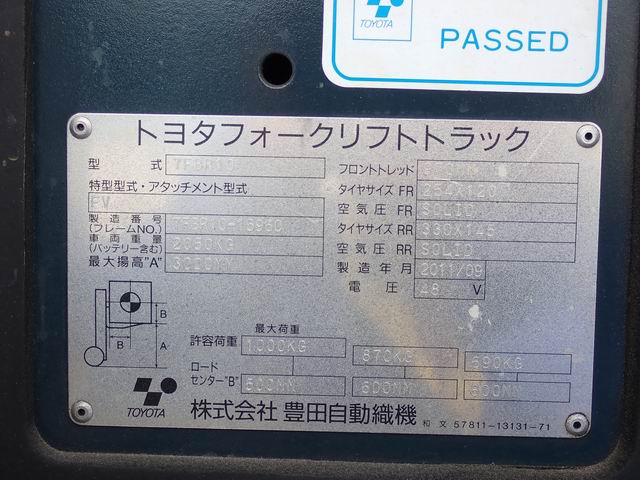 TOYOTA
PASSED
トヨタフォークリフトトラック
型 式
フロントトレッド
特型型式・アタッチメント型式
タイヤサイズ FR
空気圧 FR SOLID
製造番号
(フレームNO.)
タイヤサイズ RR 330X145
車両重量
(バッテリー含む) 2050KG
空気圧 RR SOLID
最大揚高"A"
製造年月 2011/09
電圧 48 V
B
B
A
最大荷重
許容荷重 1000KG 870KG 690KG
ロード
センター"B" 500MM 600MM 800MM
TOYOTA
株式会社 豊田自動織機 和 文 57811-13131-71